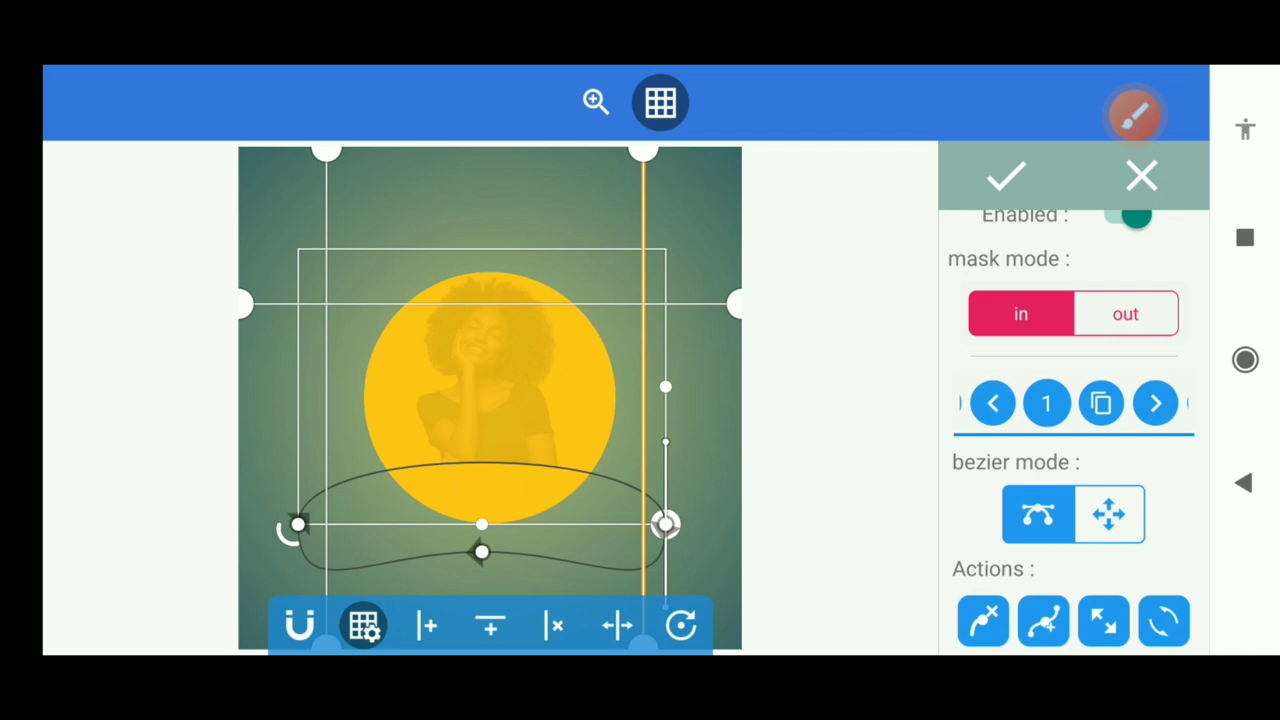 Enabled :
mask mode :
in out
1
bezier mode :
Actions :